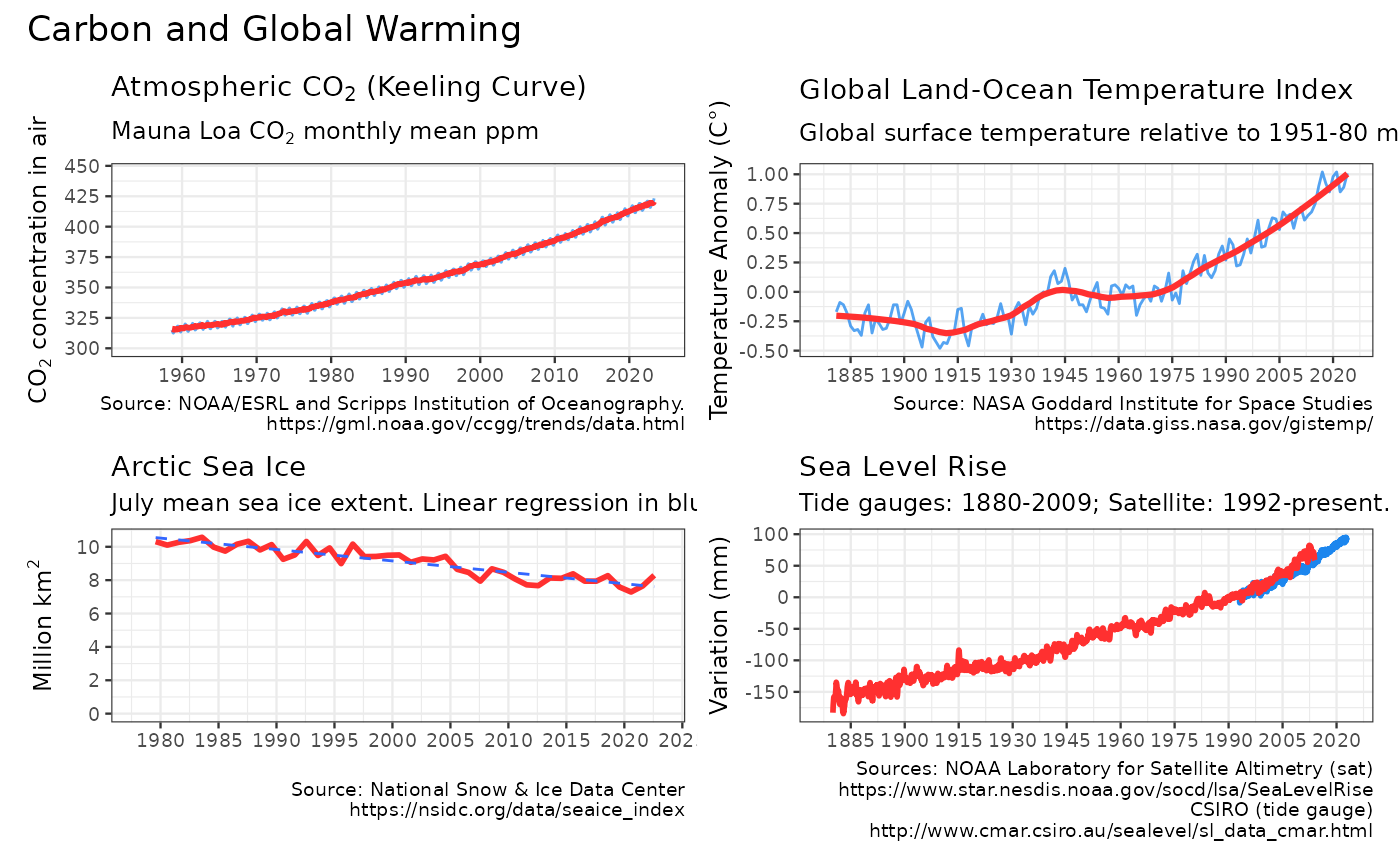 Carbon and Global Warming
Atmospheric CO₂ (Keeling Curve)
Mauna Loa CO₂ monthly mean ppm
CO₂ concentration in air
450
425
400
375
350
325
300
1960 1970 1980 1990 2000 2010 2020
Source: NOAA/ESRL and Scripps Institution of Oceanography.
https://gml.noaa.gov/ccgg/trends/data.html
Global Land-Ocean Temperature Index
Global surface temperature relative to 1951-80 m
Temperature Anomaly (C°)
1.00
0.75
0.50
0.25
0.00
-0.25
-0.50
1885 1900 1915 1930 1945 1960 1975 1990 2005 2020
Source: NASA Goddard Institute for Space Studies
https://data.giss.nasa.gov/gistemp/
Arctic Sea Ice
July mean sea ice extent. Linear regression in blu
Million km²
10
8
6
4
2
0
1980 1985 1990 1995 2000 2005 2010 2015 2020 202
Source: National Snow & Ice Data Center
https://nsidc.org/data/seaice_index
Sea Level Rise
Tide gauges: 1880-2009; Satellite: 1992-present.
Variation (mm)
100
50
0
-50
-100
-150
1885 1900 1915 1930 1945 1960 1975 1990 2005 2020
Sources: NOAA Laboratory for Satellite Altimetry (sat)
https://www.star.nesdis.noaa.gov/socd/lsa/SeaLevelRise
CSIRO (tide gauge)
http://www.cmar.csiro.au/sealevel/sl_data_cmar.html